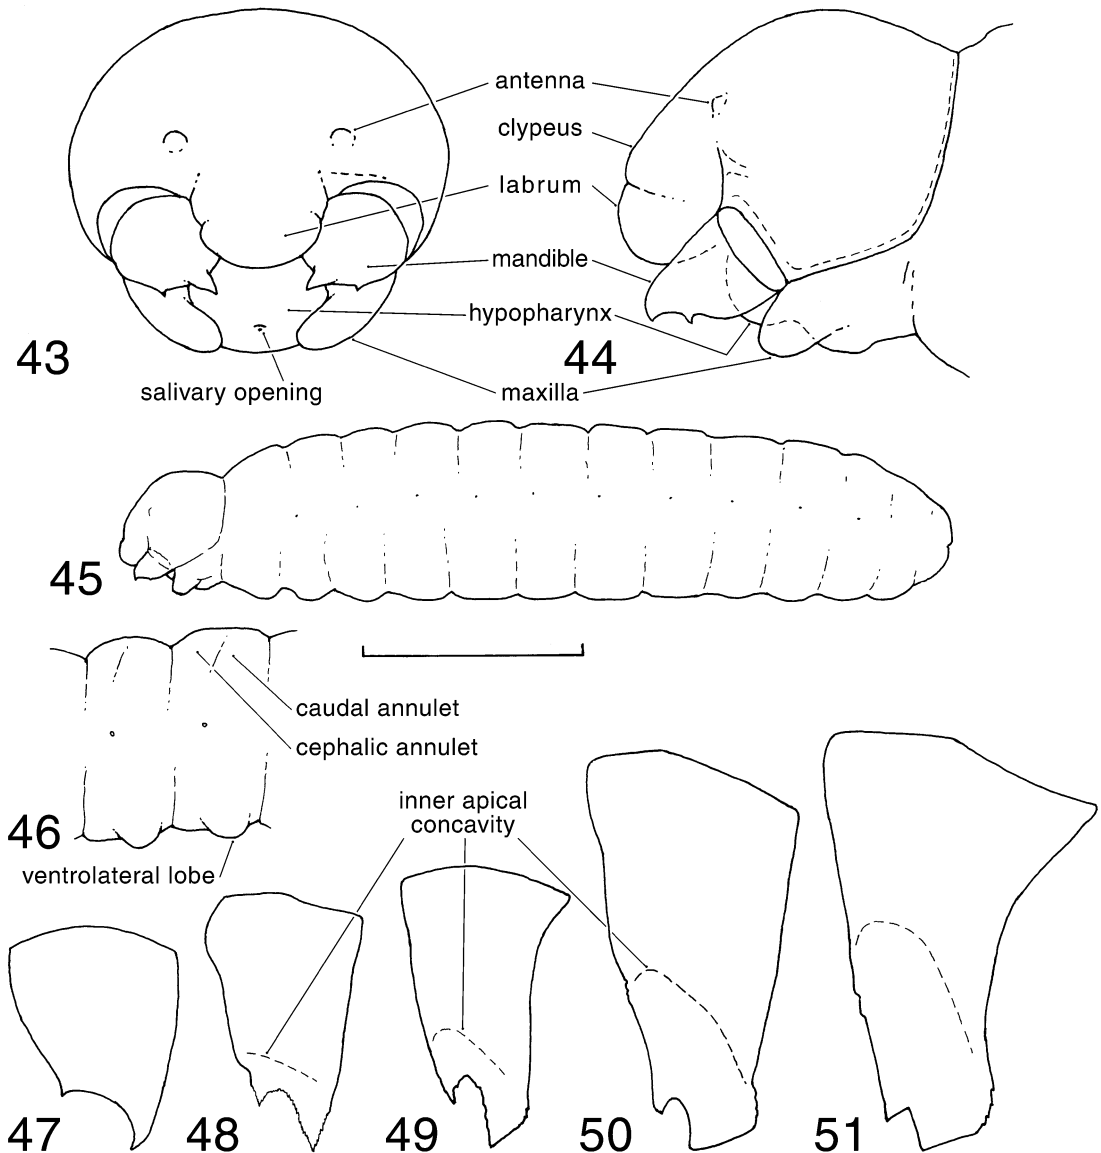 antenna
clypeus
labrum
mandible
hypopharynx
43
44
salivary opening
maxilla
45
caudal annulet
cephalic annulet
46
inner apical
concavity
ventrolateral lobe
47
48
49
50
51